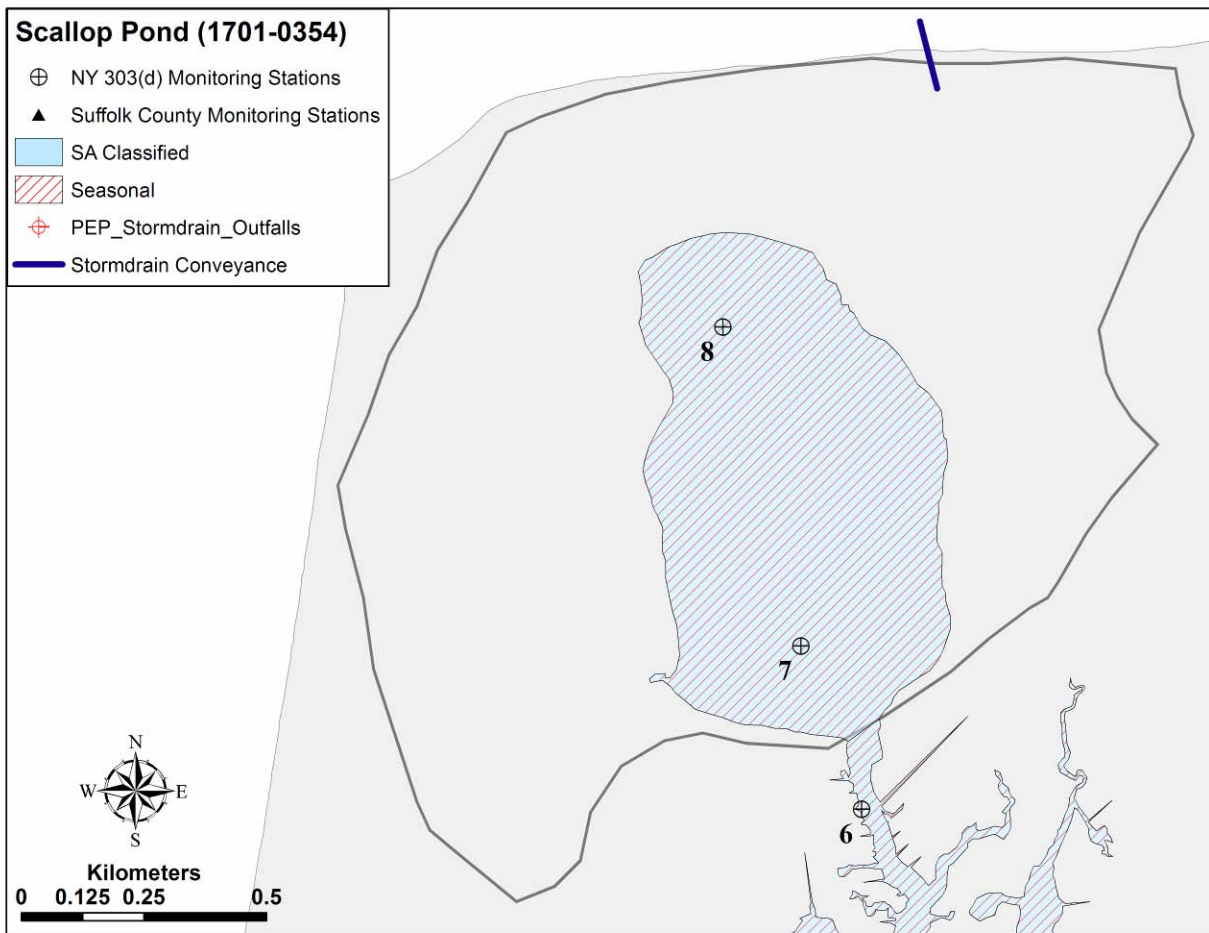 Scallop Pond (1701-0354)
NY 303(d) Monitoring Stations
Suffolk County Monitoring Stations
SA Classified
Seasonal
PEP_Stormdrain_Outfalls
Stormdrain Conveyance
8
7
6
N
W E
S
Kilometers
0 0.125 0.25 0.5